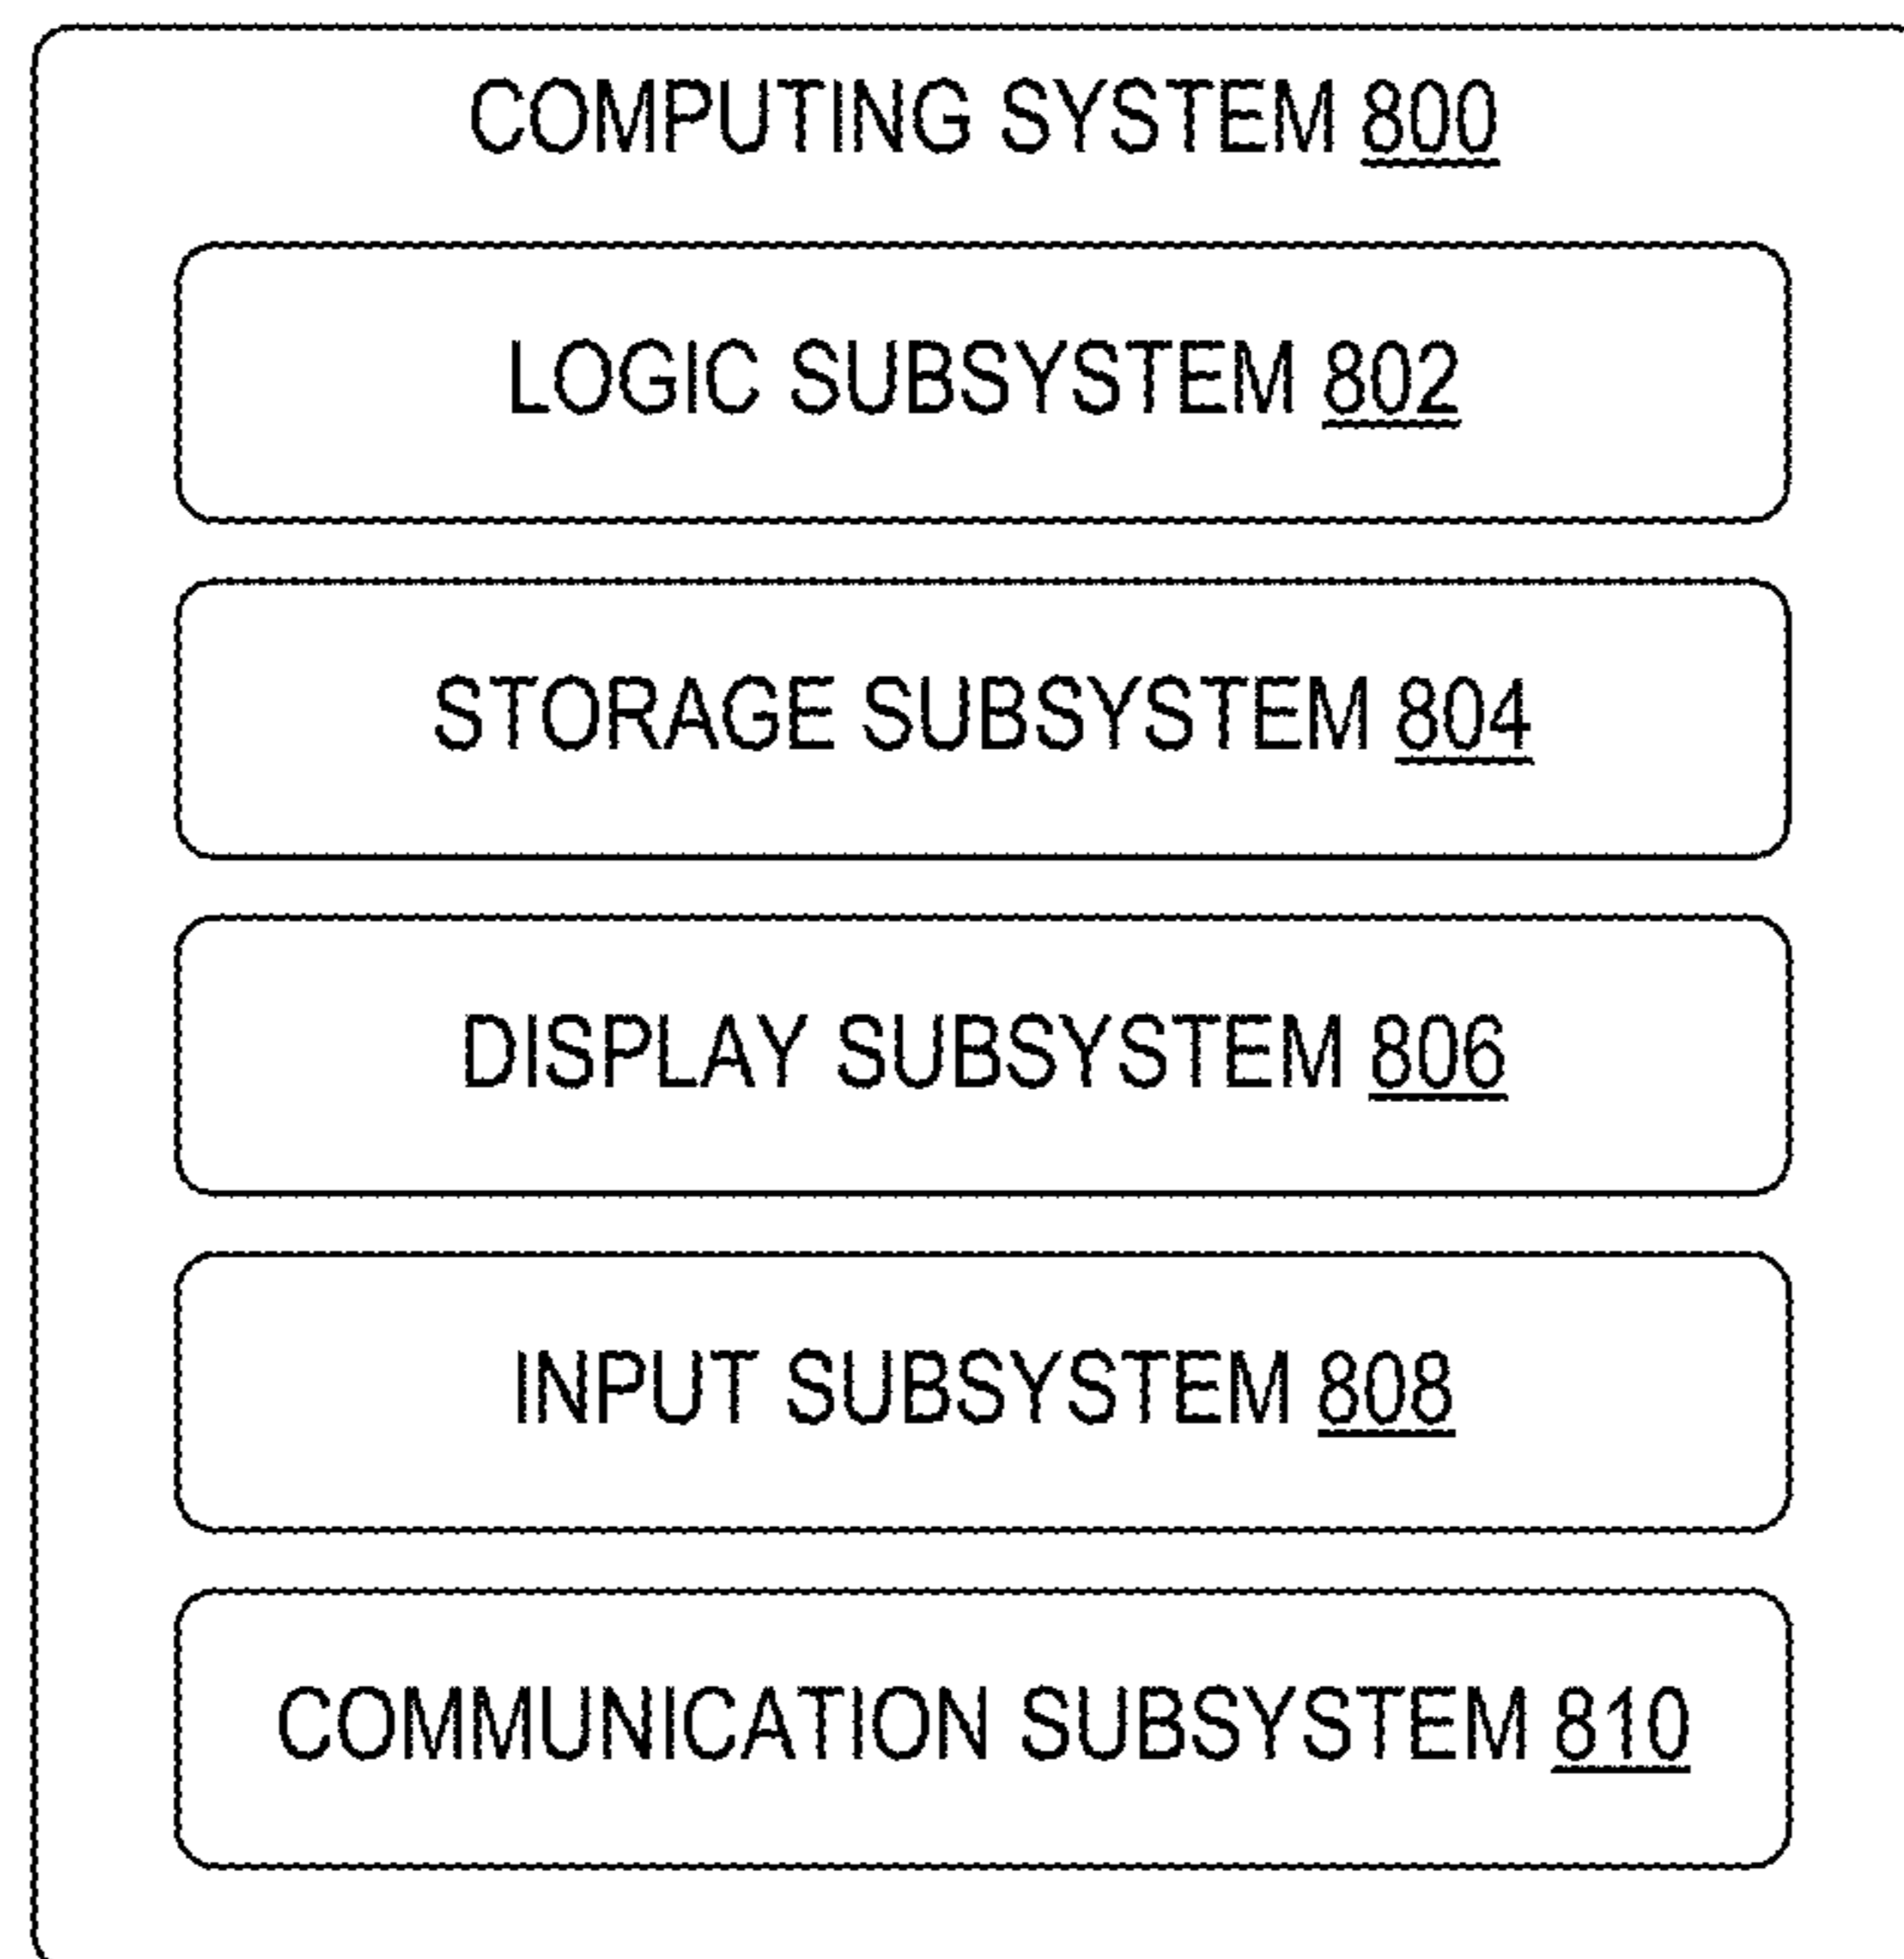 COMPUTING SYSTEM 800
LOGIC SUBSYSTEM 802
STORAGE SUBSYSTEM 804
DISPLAY SUBSYSTEM 806
INPUT SUBSYSTEM 808
COMMUNICATION SUBSYSTEM 810